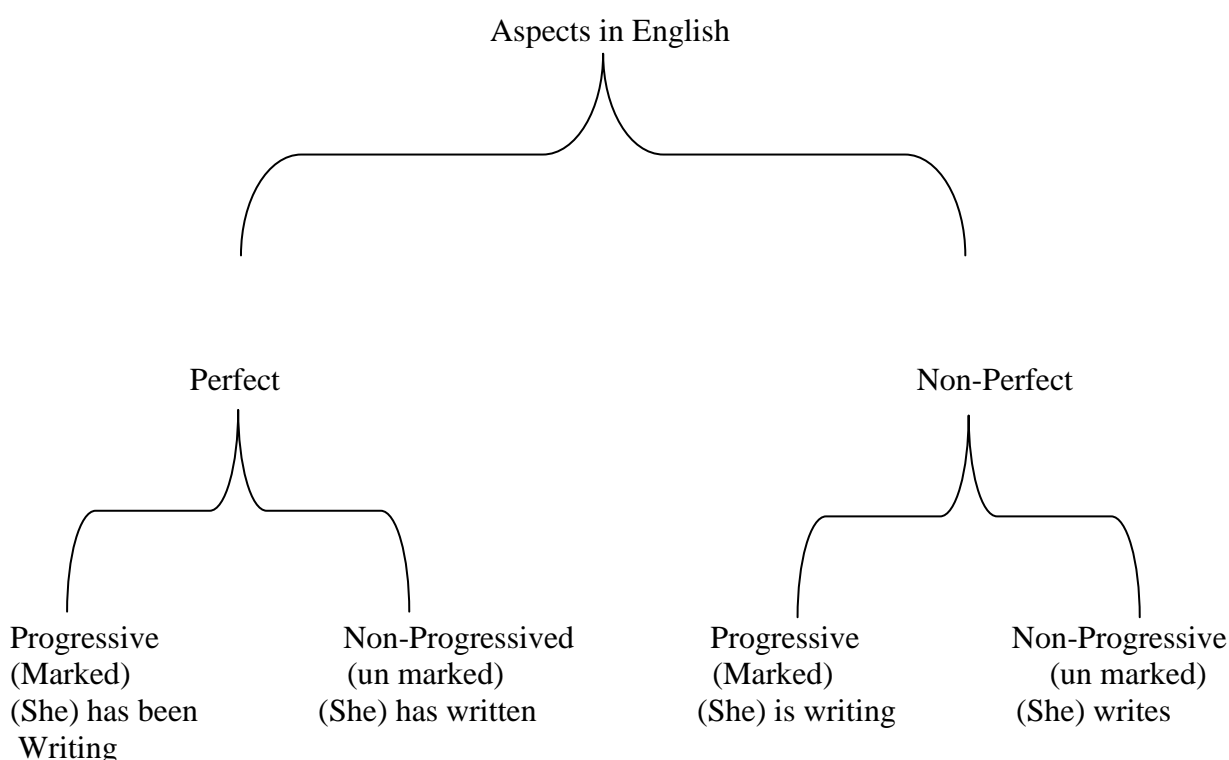 Aspects in English
Perfect
Non-Perfect
Progressive
(Marked)
(She) has been
Writing
Non-Progressived
(un marked)
(She) has written
Progressive
(Marked)
(She) is writing
Non-Progressive
(un marked)
(She) writes